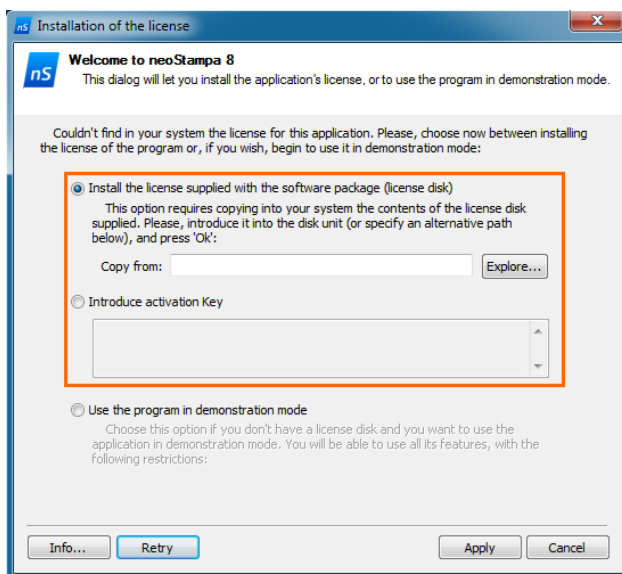 nS Installation of the license
nS
Welcome to neoStampa 8
This dialog will let you install the application's license, or to use the program in demonstration mode.
Couldn't find in your system the license for this application. Please, choose now between installing
the license of the program or, if you wish, begin to use it in demonstration mode:
Install the license supplied with the software package (license disk)
This option requires copying into your system the contents of the license disk
supplied. Please, introduce it into the disk unit (or specify an alternative path
below), and press 'Ok':
Copy from: Explore...
Introduce activation Key
Use the program in demonstration mode
Choose this option if you don't have a license disk and you want to use the
application in demonstration mode. You will be able to use all its features, with the
following restrictions:
Info... Retry Apply Cancel